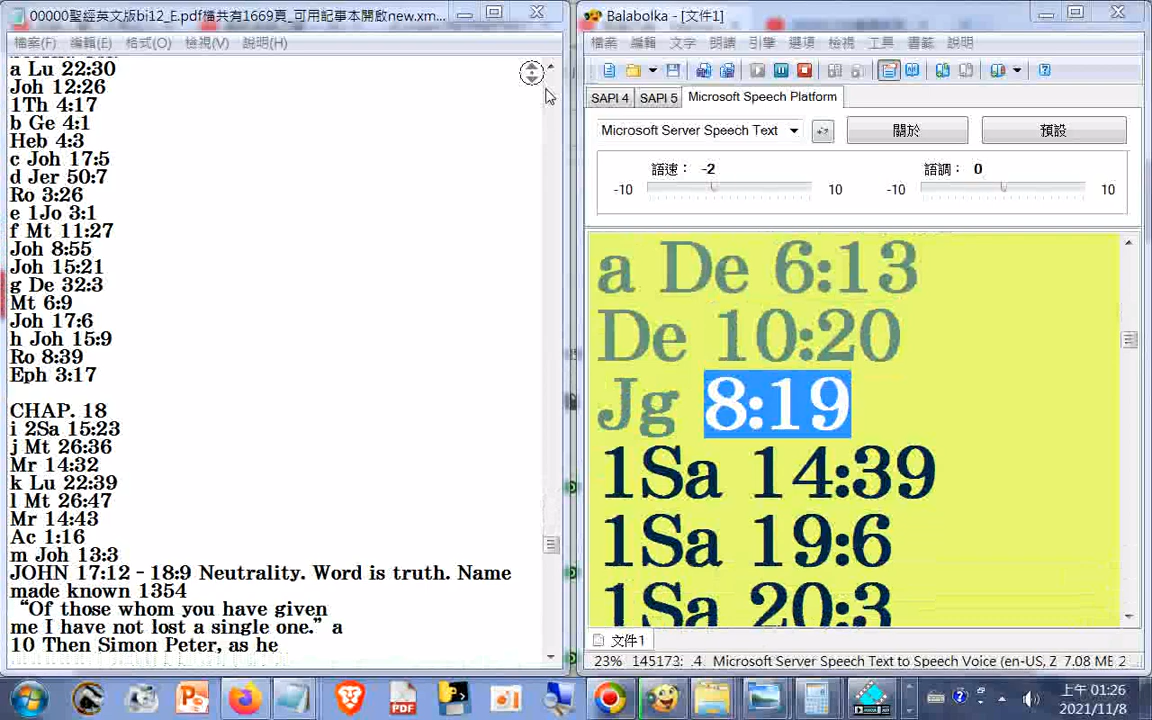 00000聖經英文版bi12_E.pdf檔共有1669頁_可用記事本開啟new.xm...
檔案(F) 編輯(E) 格式(O) 檢視(V) 說明(H)
a Lu 22:30
Joh 12:26
1Th 4:17
b Ge 4:1
Heb 4:3
c Joh 17:5
d Jer 50:7
Ro 3:26
e 1Jo 3:1
f Mt 11:27
Joh 8:55
Joh 15:21
g De 32:3
Mt 6:9
Joh 17:6
h Joh 15:9
Ro 8:39
Eph 3:17
CHAP. 18
i 2Sa 15:23
j Mt 26:36
Mr 14:32
k Lu 22:39
l Mt 26:47
Mr 14:43
Ac 1:16
m Joh 13:3
JOHN 17:12 – 18:9 Neutrality. Word is truth. Name
made known 1354
“Of those whom you have given
me I have not lost a single one.” a
10 Then Simon Peter, as he
Balabolka - [文件1]
檔案 編輯 文字 朗讀 引擎 選項 檢視 工具 書籤 說明
SAPI 4 SAPI 5 Microsoft Speech Platform
Microsoft Server Speech Text 關於 預設
語速： -2 語調： 0
-10 10 -10 10
a De 6:13
De 10:20
Jg 8:19
1Sa 14:39
1Sa 19:6
1Sa 20:3
文件1
23% 145173: .4 Microsoft Server Speech Text to Speech Voice (en-US, Z 7.08 MB 2
上午 01:26
2021/11/8